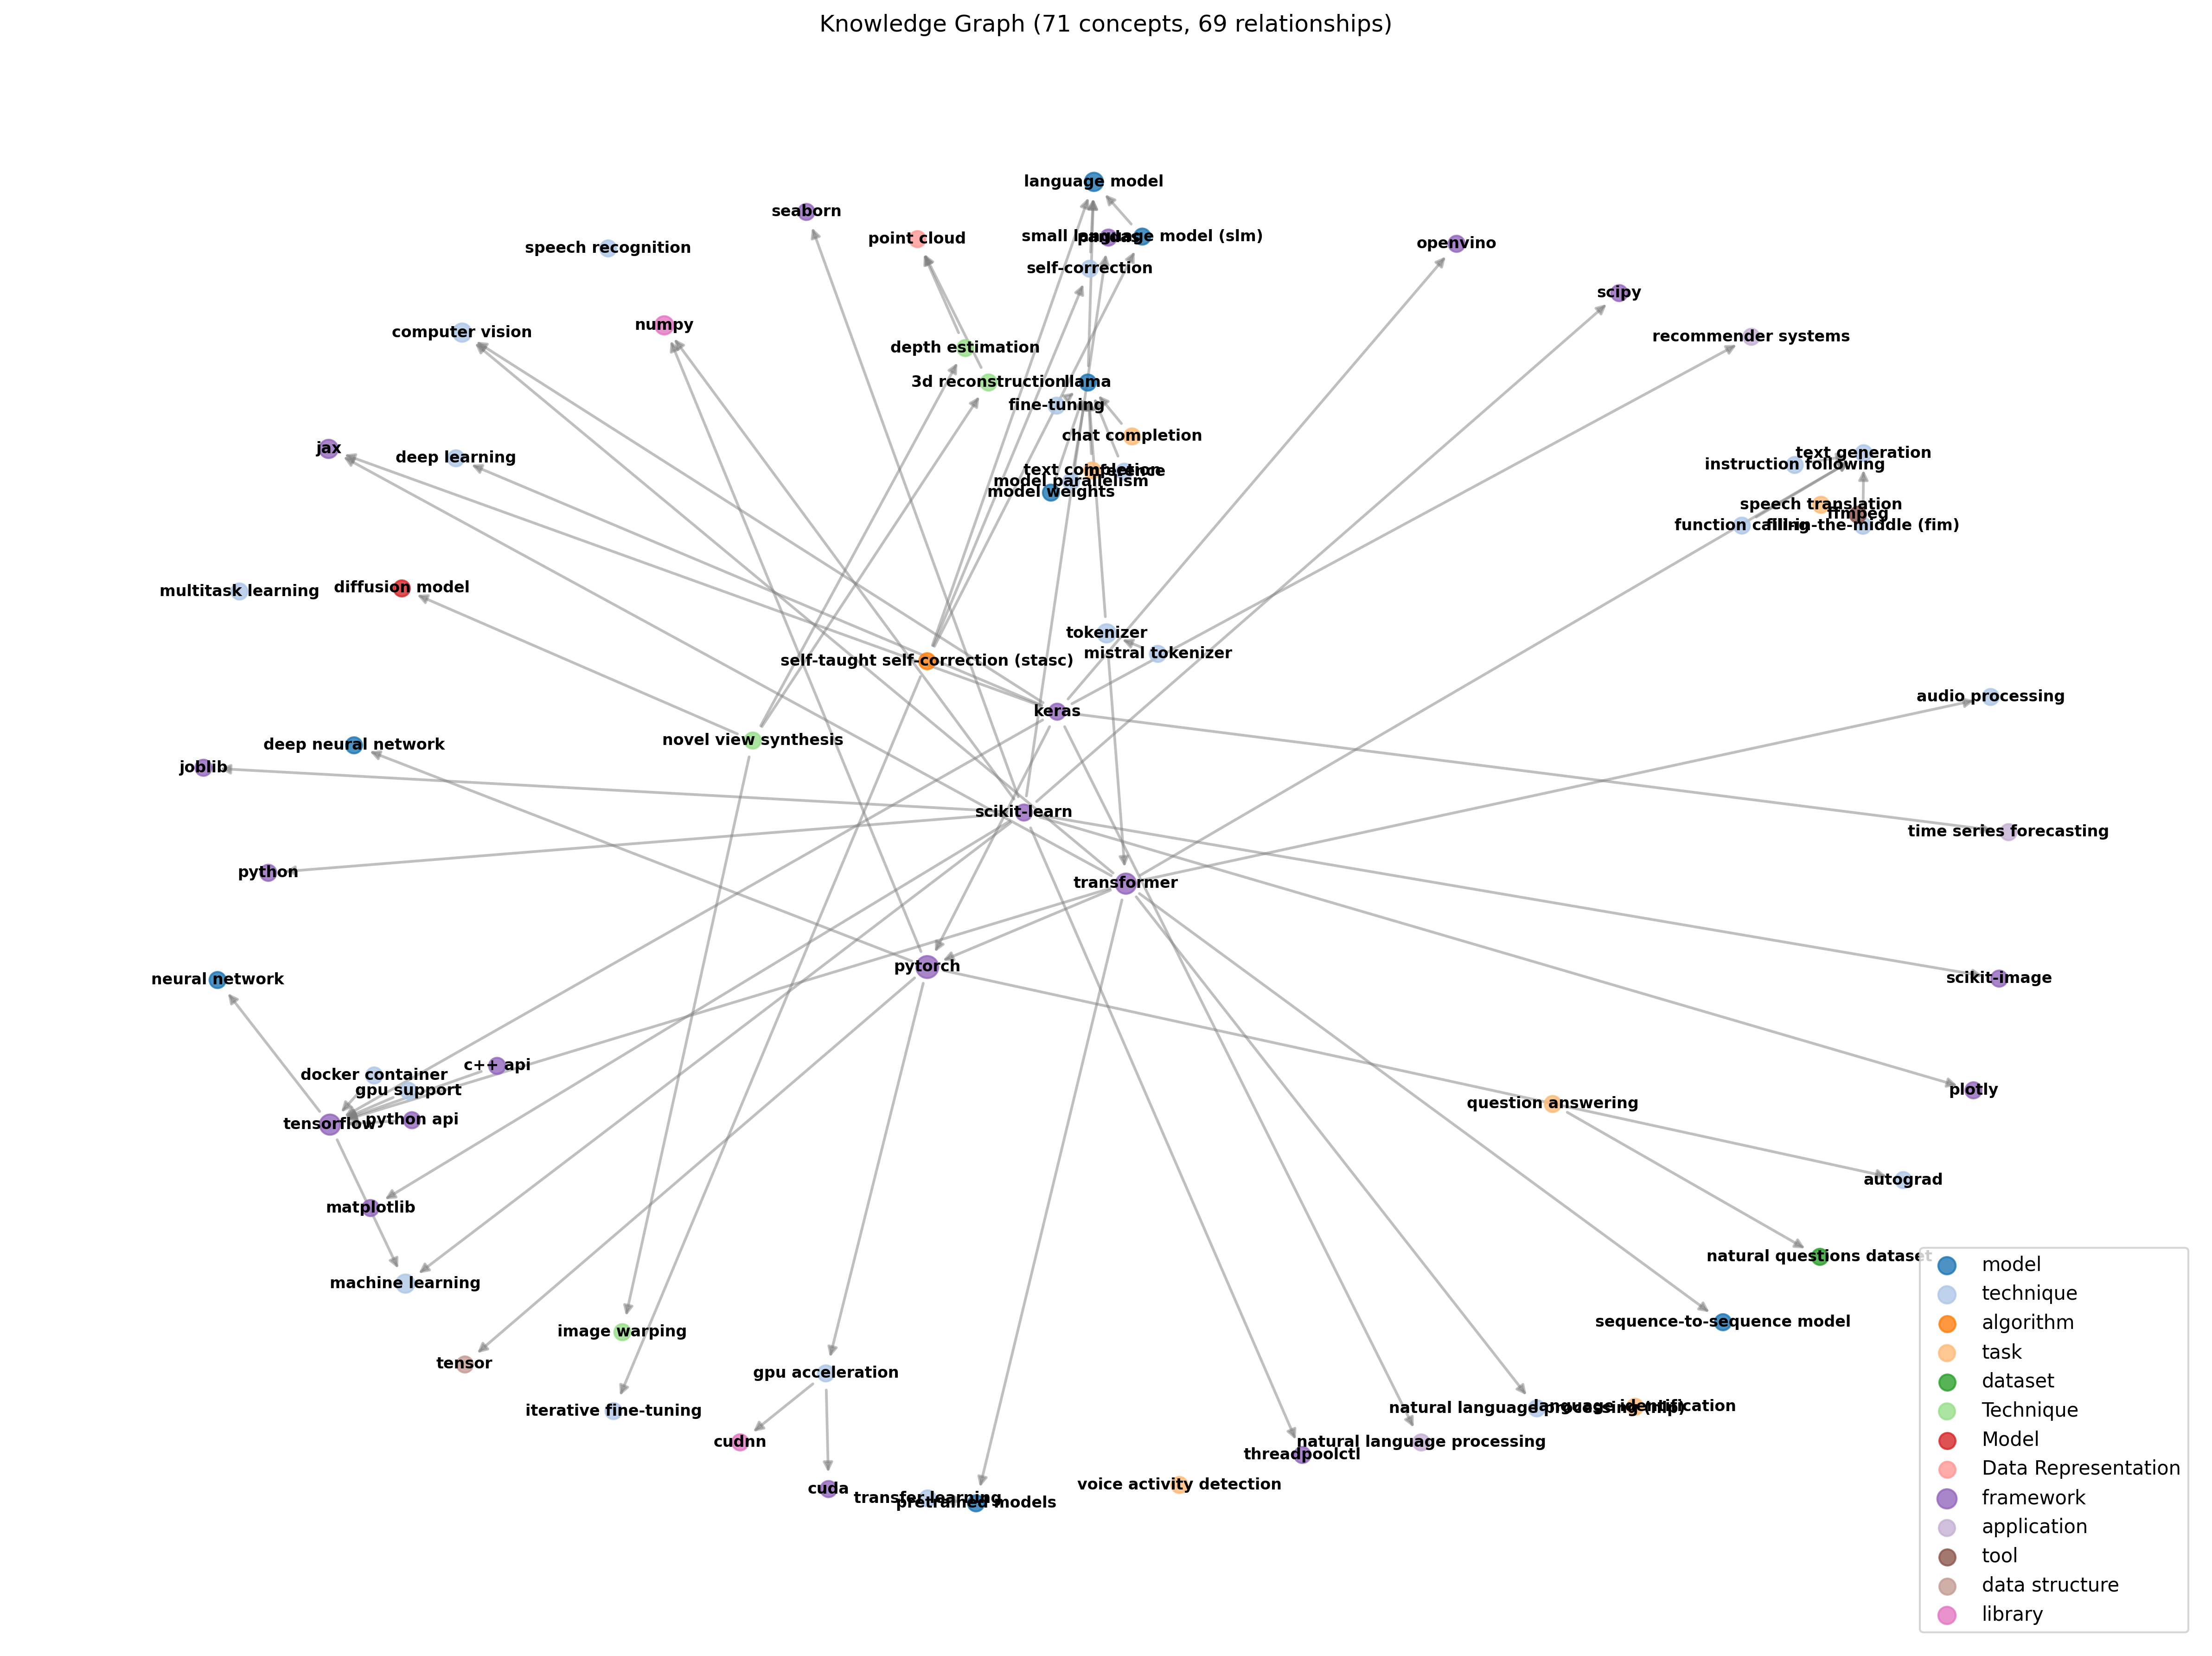 Knowledge Graph (71 concepts, 69 relationships)
language model
seaborn
point cloud
small language model (slm)
pandas
openvino
speech recognition
self-correction
scipy
numpy
computer vision
recommender systems
depth estimation
3d reconstruction
llama
fine-tuning
chat completion
jax
deep learning
text generation
instruction following
text completion
inference
model parallelism
model weights
speech translation
ffmpeg
function calling
fill-in-the-middle (fim)
multitask learning
diffusion model
tokenizer
mistral tokenizer
self-taught self-correction (stasc)
audio processing
keras
novel view synthesis
deep neural network
joblib
scikit-learn
time series forecasting
python
transformer
pytorch
neural network
scikit-image
c++ api
docker container
gpu support
plotly
question answering
python api
tensorflow
autograd
matplotlib
natural questions dataset
machine learning
sequence-to-sequence model
image warping
tensor
gpu acceleration
iterative fine-tuning
natural language processing (nlp)
language identification
cudnn
natural language processing
threadpoolctl
voice activity detection
cuda
transfer learning
pretrained models
model
technique
algorithm
task
dataset
Technique
Model
Data Representation
framework
application
tool
data structure
library